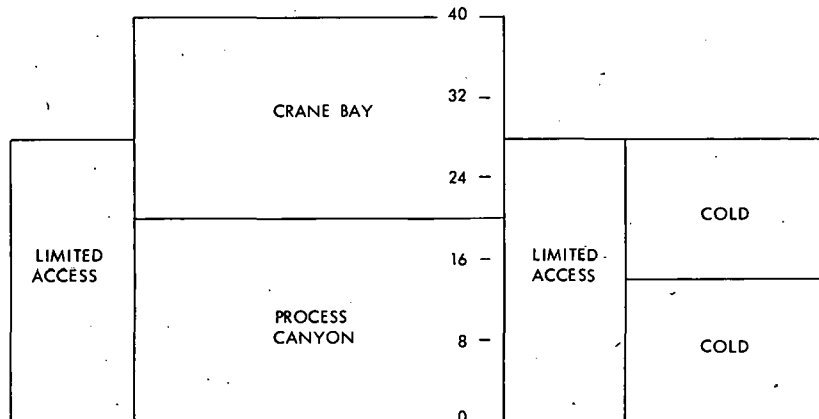 40
CRANE BAY
32
24
COLD
LIMITED
ACCESS
16
LIMITED
ACCESS
PROCESS
CANYON
8
COLD
0